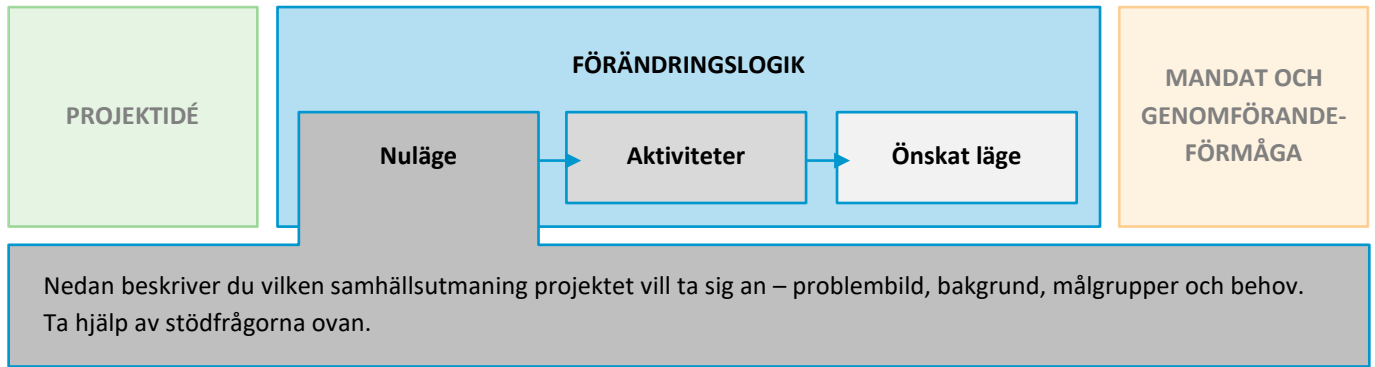 PROJEKTIDÉ
FÖRÄNDRINGSLOGIK
Nuläge
Aktiviteter
Önskat läge
MANDAT OCH
GENOMFÖRANDE-
FÖRMÅGA
Nedan beskriver du vilken samhällsutmaning projektet vill ta sig an – problembild, bakgrund, målgrupper och behov.
Ta hjälp av stödfrågorna ovan.